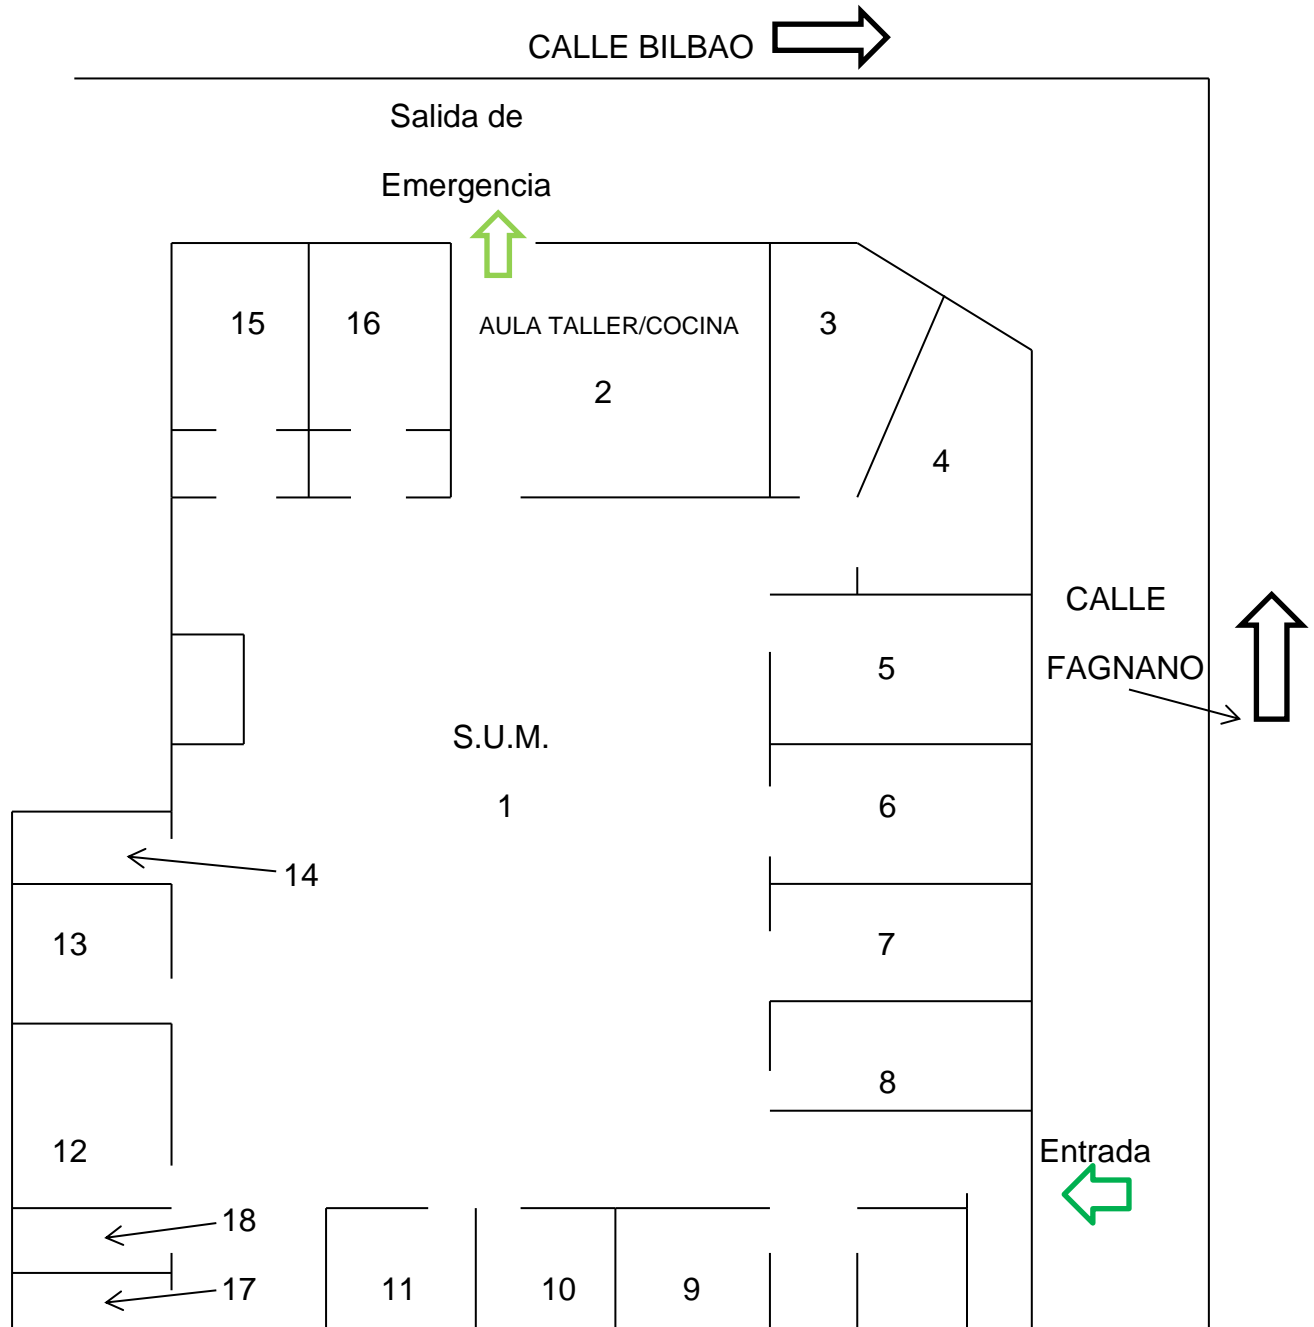 CALLE BILBAO
Salida de
Emergencia
15
16
AULA TALLER/COCINA
3
2
4
CALLE
5
FAGNANO
S.U.M.
1
6
14
13
7
8
12
Entrada
18
17
11
10
9